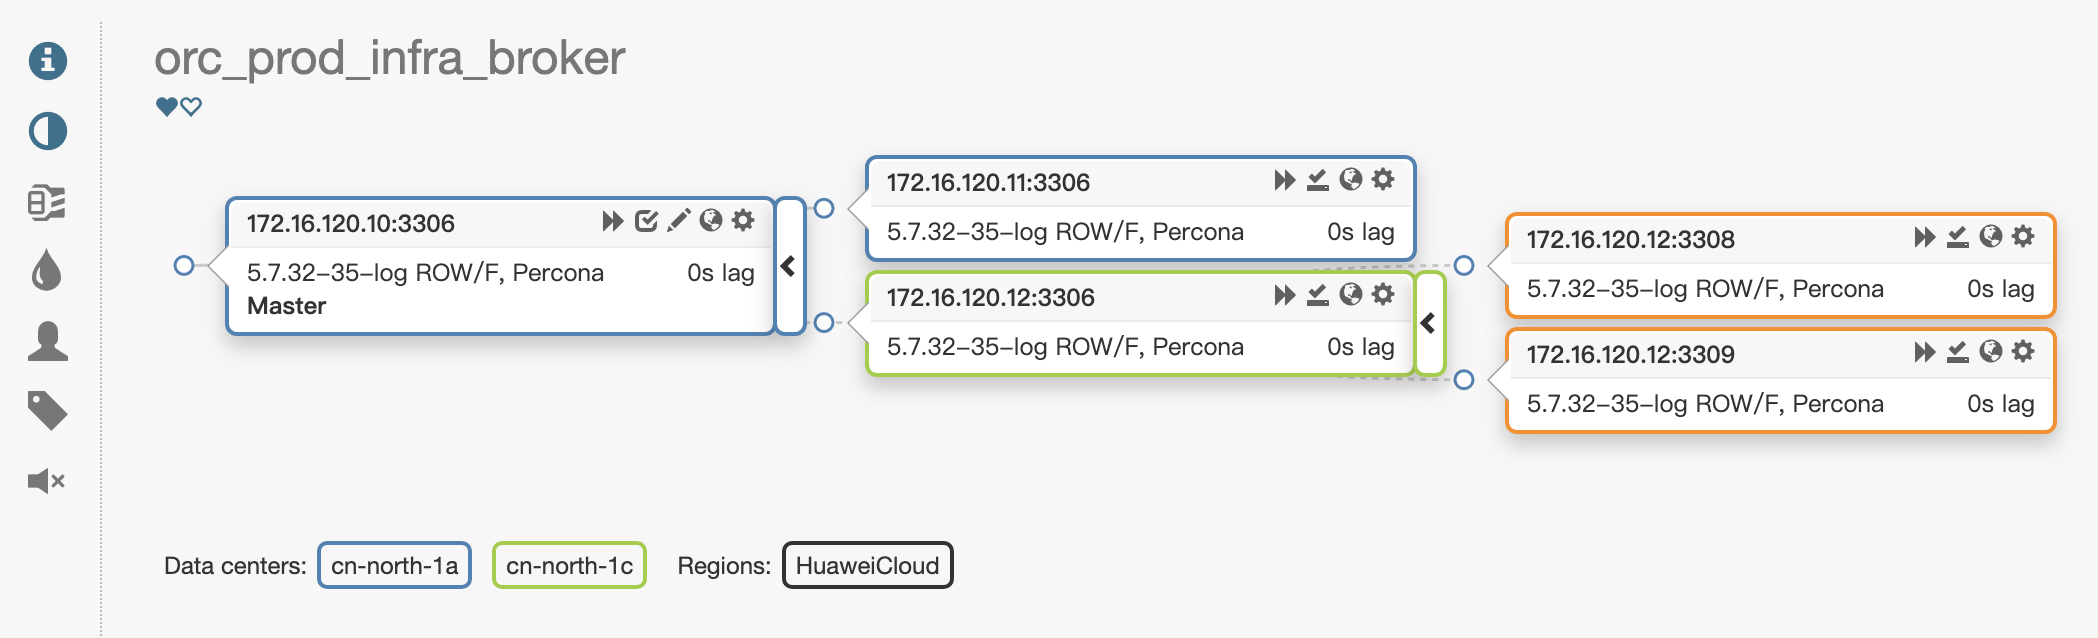 orc_prod_infra_broker
172.16.120.10:3306
5.7.32-35-log ROW/F, Percona 0s lag
Master
172.16.120.11:3306
5.7.32-35-log ROW/F, Percona 0s lag
172.16.120.12:3306
5.7.32-35-log ROW/F, Percona 0s lag
172.16.120.12:3308
5.7.32-35-log ROW/F, Percona 0s lag
172.16.120.12:3309
5.7.32-35-log ROW/F, Percona 0s lag
Data centers: cn-north-1a cn-north-1c Regions: HuaweiCloud